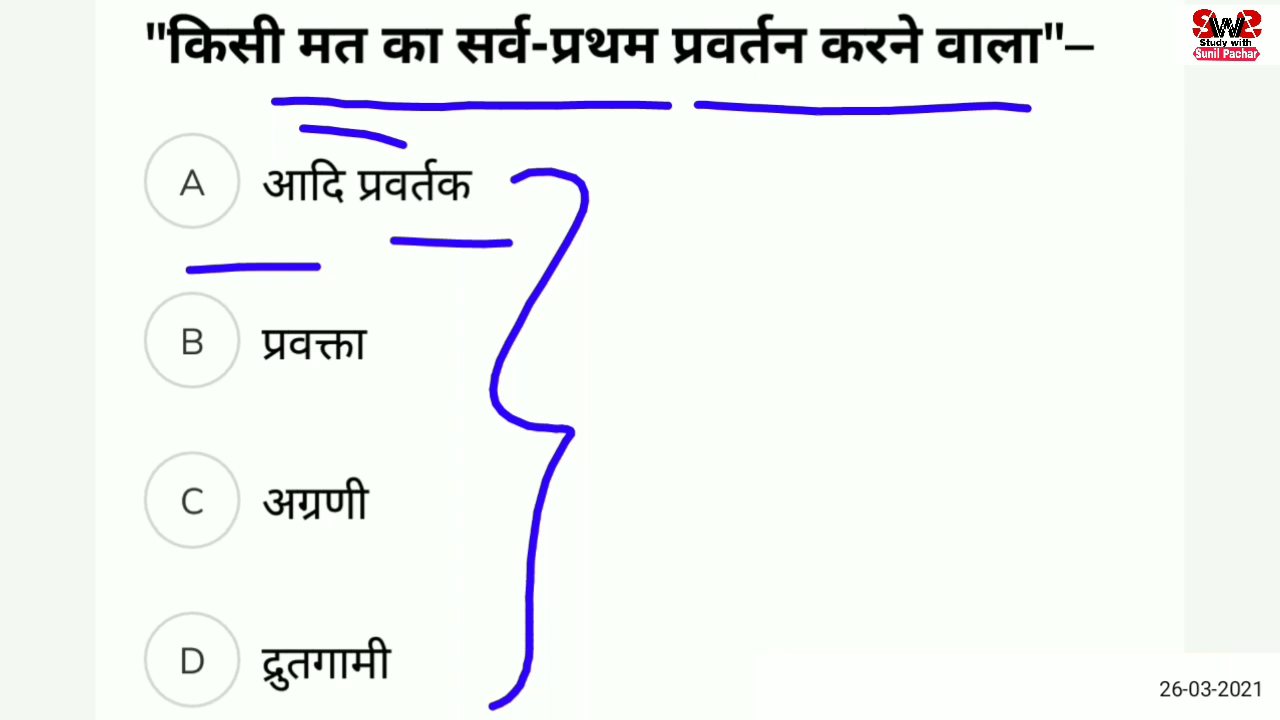 "किसी मत का सर्व-प्रथम प्रवर्तन करने वाला"–
SWS
Study with
Sunil Pachar
A आदि प्रवर्तक
B प्रवक्ता
C अग्रणी
D द्रुतगामी
26-03-2021